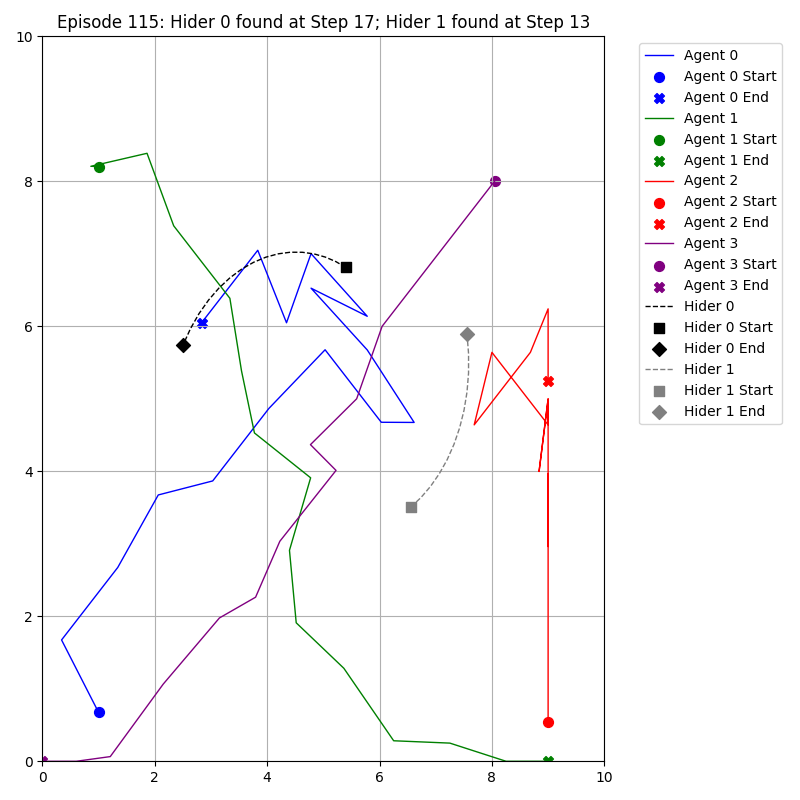 Episode 115: Hider 0 found at Step 17; Hider 1 found at Step 13
10
8
6
4
2
0
0 2 4 6 8 10
Agent 0
Agent 0 Start
Agent 0 End
Agent 1
Agent 1 Start
Agent 1 End
Agent 2
Agent 2 Start
Agent 2 End
Agent 3
Agent 3 Start
Agent 3 End
Hider 0
Hider 0 Start
Hider 0 End
Hider 1
Hider 1 Start
Hider 1 End